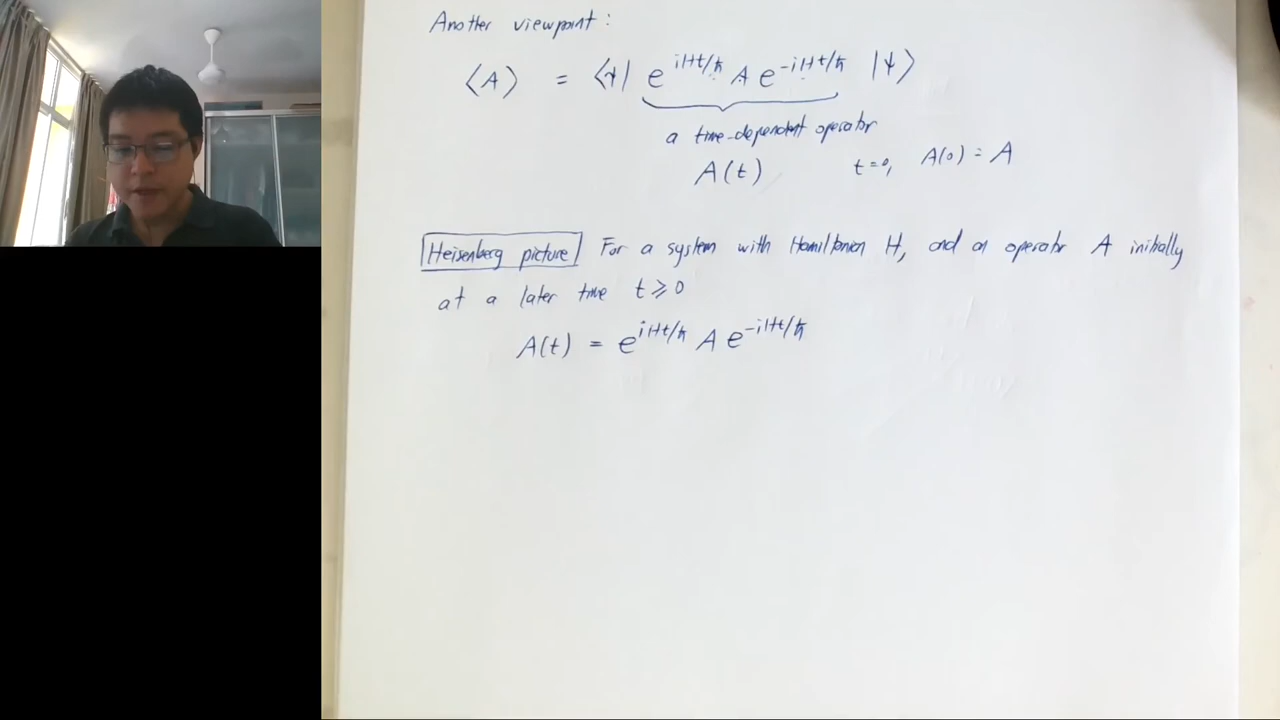 Another viewpoint:
⟨A⟩ = ⟨ψ| e^{iHt/ħ} A e^{-iHt/ħ} |ψ⟩
a time-dependent operator
A(t) t=0, A(0) = A
Heisenberg picture For a system with Hamiltonian H, and an operator A initially
at a later time t ⩾ 0
A(t) = e^{iHt/ħ} A e^{-iHt/ħ}